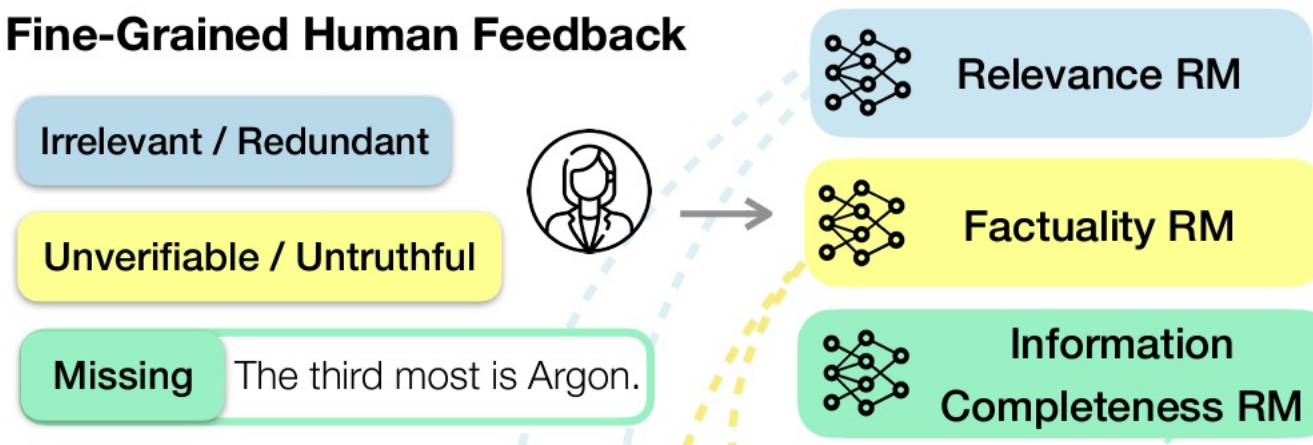 Fine-Grained Human Feedback
Irrelevant / Redundant
Unverifiable / Untruthful
Missing The third most is Argon.
Relevance RM
Factuality RM
Information
Completeness RM